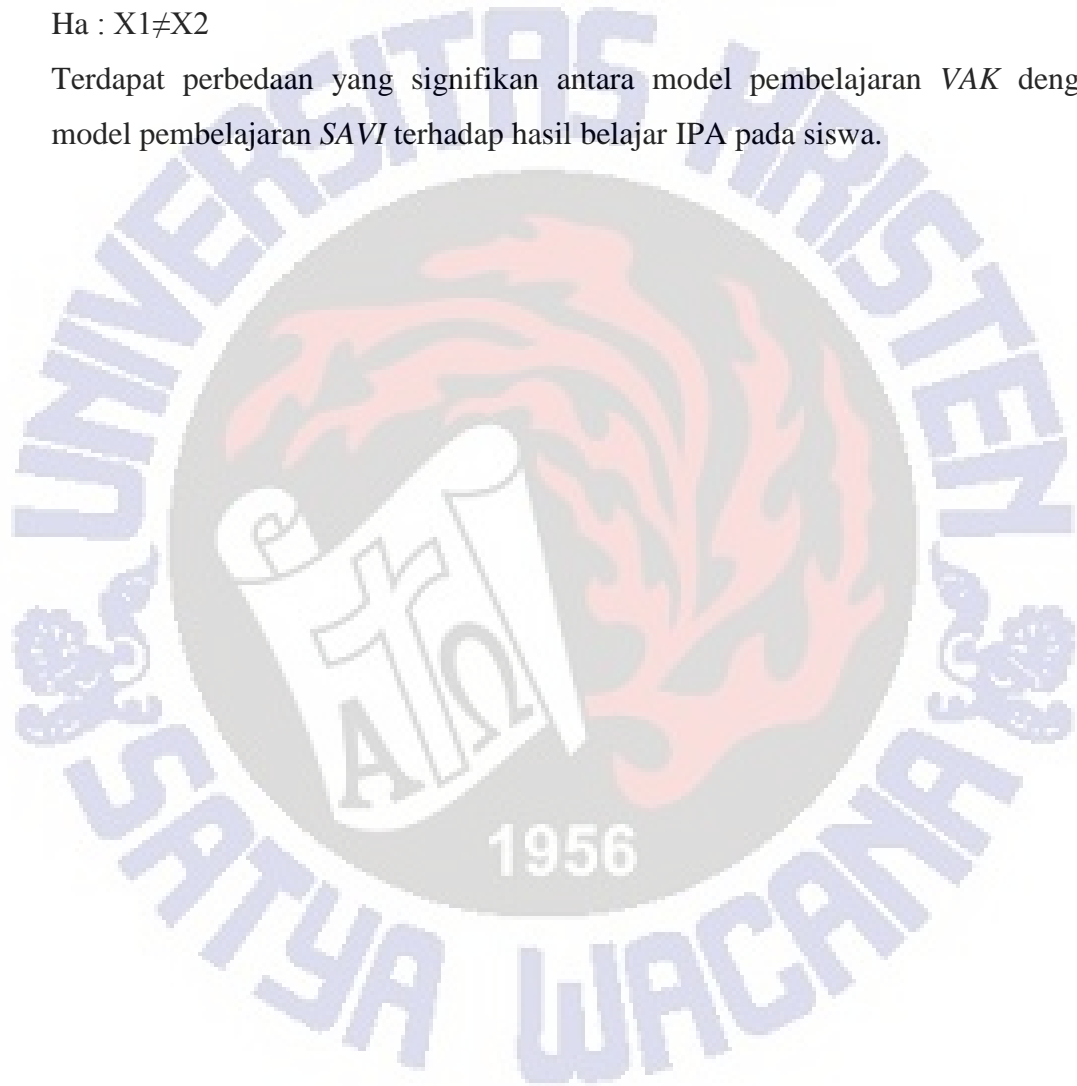 Ha : X1≠X2
Terdapat perbedaan yang signifikan antara model pembelajaran VAK deng
model pembelajaran SAVI terhadap hasil belajar IPA pada siswa.
UNIVERSITAS KRISTEN
ΑΩ
1956
SATYA WACANA